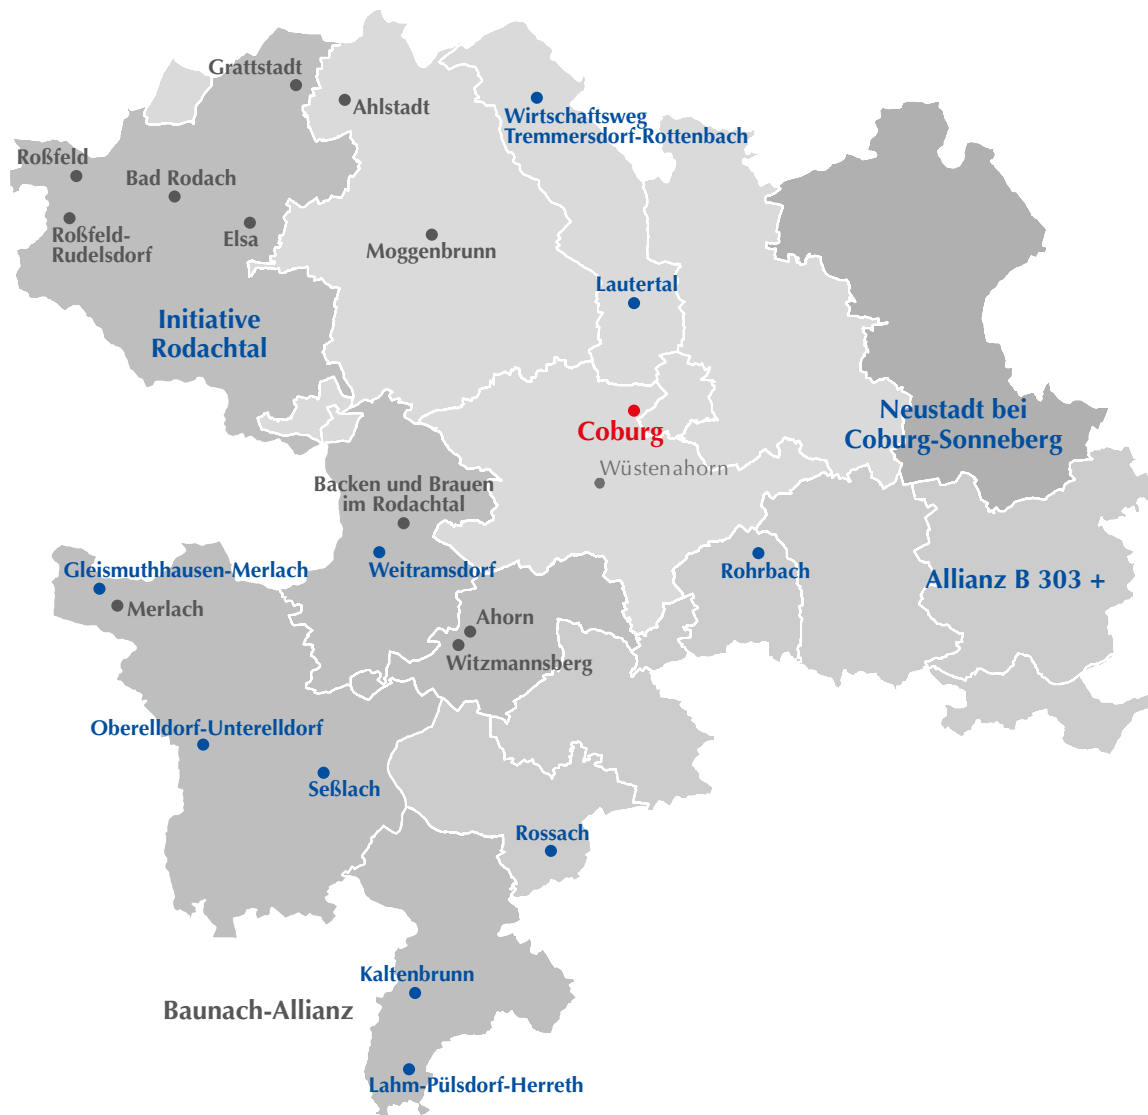 Grattstadt
Ahlstadt
Wirtschaftsweg
Tremmersdorf-Rottenbach
Roßfeld
Bad Rodach
Roßfeld-
Rudelsdorf
Elsa
Moggenbrunn
Lautertal
Initiative
Rodachtal
Neustadt bei
Coburg-Sonneberg
Coburg
Wüstenahorn
Backen und Brauen
im Rodachtal
Gleismuthhausen-Merlach
Weitramsdorf
Rohrbach
Allianz B 303 +
Merlach
Ahorn
Witzmannsberg
Oberelldorf-Unterelldorf
Seßlach
Rossach
Kaltenbrunn
Baunach-Allianz
Lahm-Pülsdorf-Herreth